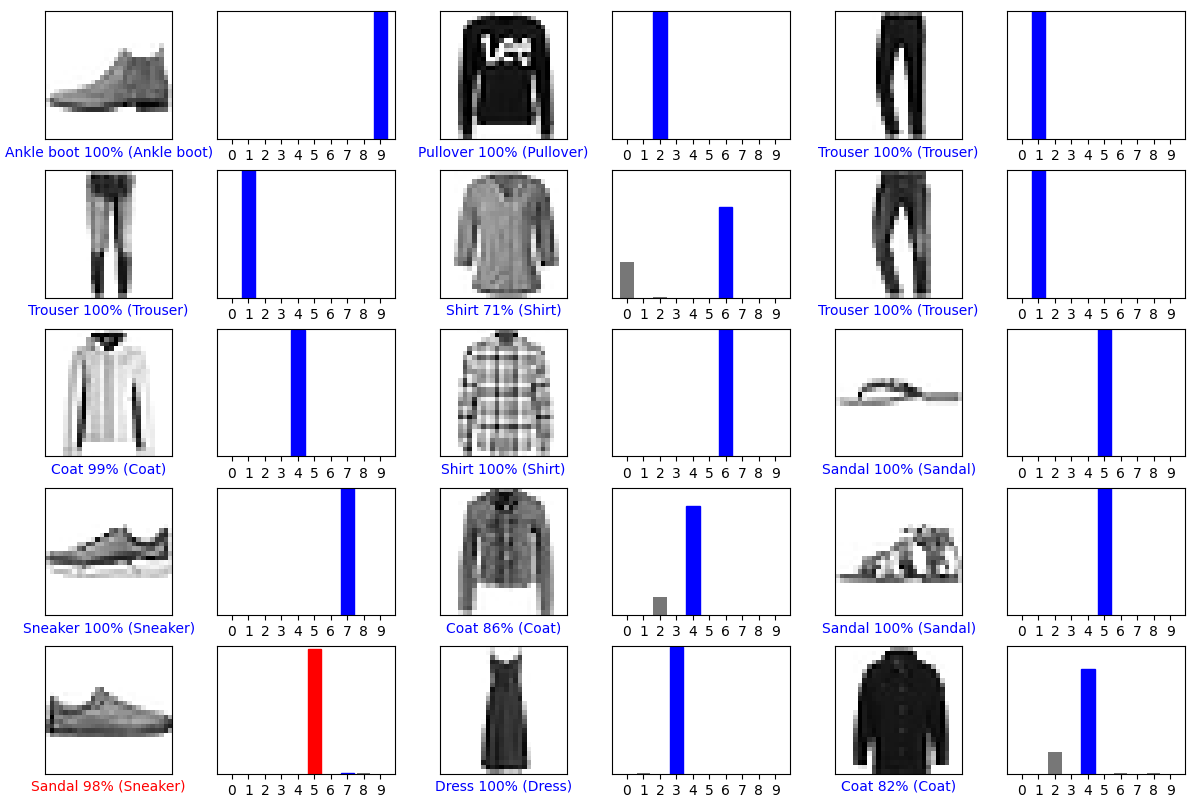 Lee
Ankle boot 100% (Ankle boot)
0 1 2 3 4 5 6 7 8 9
Pullover 100% (Pullover)
0 1 2 3 4 5 6 7 8 9
Trouser 100% (Trouser)
0 1 2 3 4 5 6 7 8 9
Trouser 100% (Trouser)
0 1 2 3 4 5 6 7 8 9
Shirt 71% (Shirt)
0 1 2 3 4 5 6 7 8 9
Trouser 100% (Trouser)
0 1 2 3 4 5 6 7 8 9
Coat 99% (Coat)
0 1 2 3 4 5 6 7 8 9
Shirt 100% (Shirt)
0 1 2 3 4 5 6 7 8 9
Sandal 100% (Sandal)
0 1 2 3 4 5 6 7 8 9
Sneaker 100% (Sneaker)
0 1 2 3 4 5 6 7 8 9
Coat 86% (Coat)
0 1 2 3 4 5 6 7 8 9
Sandal 100% (Sandal)
0 1 2 3 4 5 6 7 8 9
Sandal 98% (Sneaker)
0 1 2 3 4 5 6 7 8 9
Dress 100% (Dress)
0 1 2 3 4 5 6 7 8 9
Coat 82% (Coat)
0 1 2 3 4 5 6 7 8 9